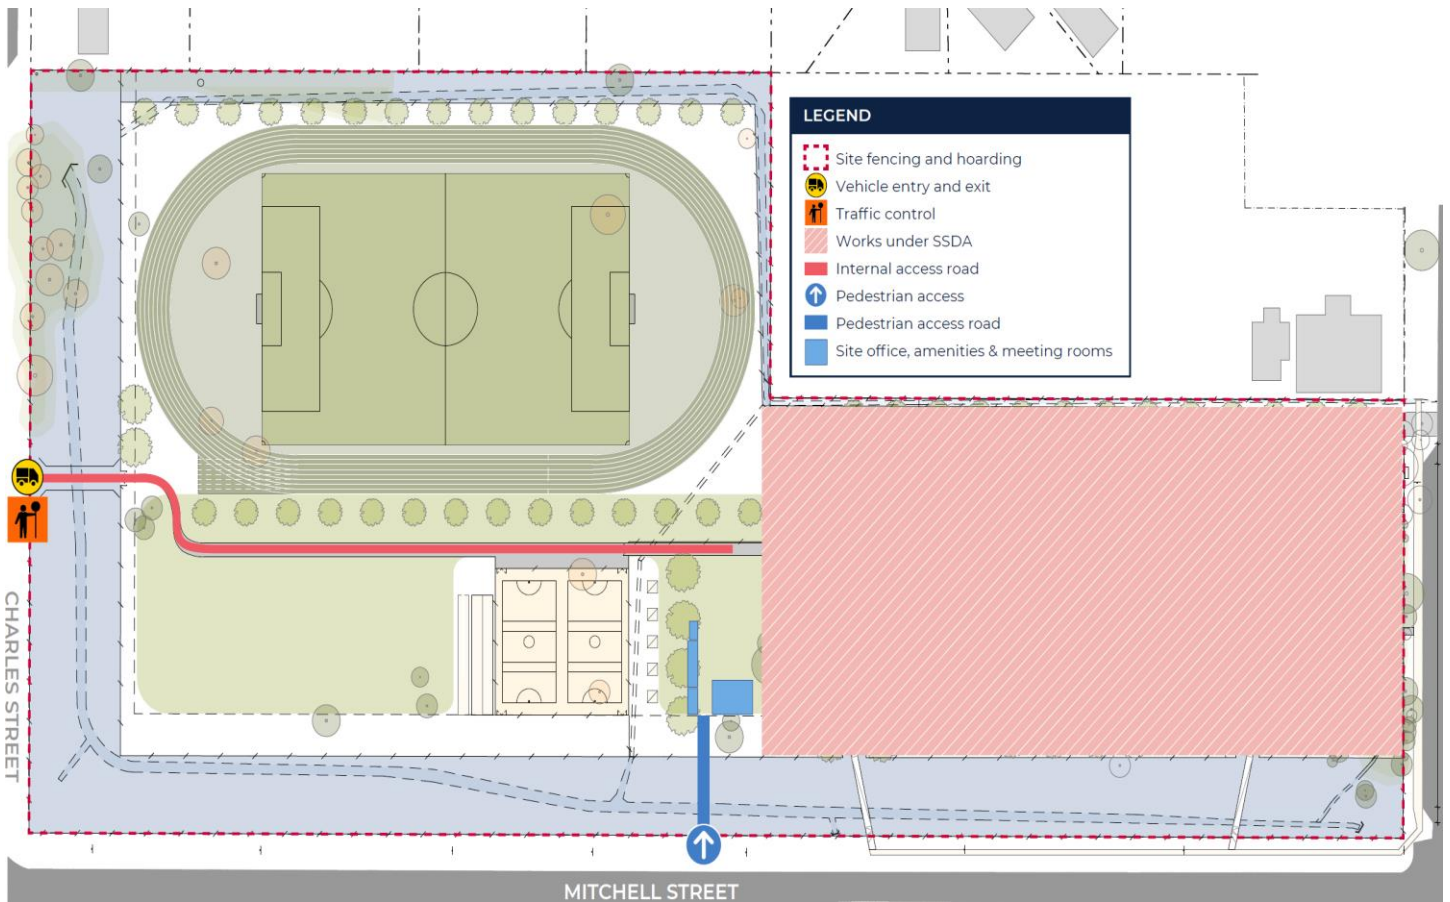 LEGEND
Site fencing and hoarding
Vehicle entry and exit
Traffic control
Works under SSDA
Internal access road
Pedestrian access
Pedestrian access road
Site office, amenities & meeting rooms
CHARLES STREET
MITCHELL STREET